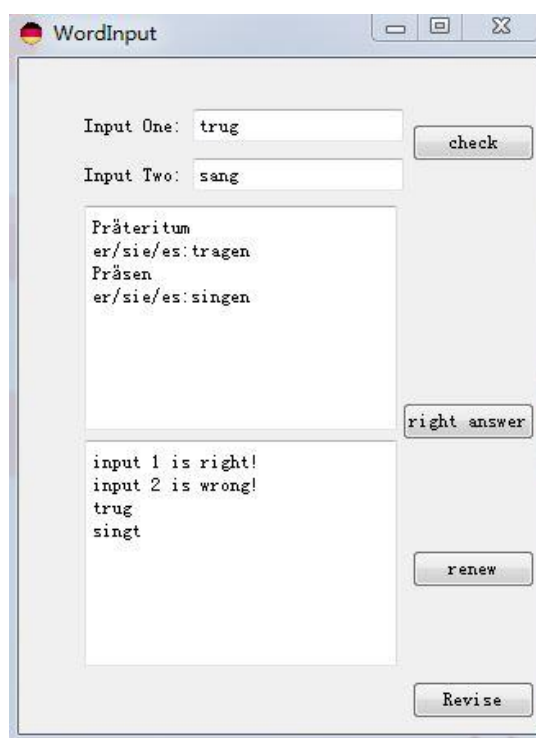 WordInput
Input One: trug
check
Input Two: sang
Präteritum
er/sie/es:tragen
Präsen
er/sie/es:singen
right answer
input 1 is right!
input 2 is wrong!
trug
singt
renew
Revise